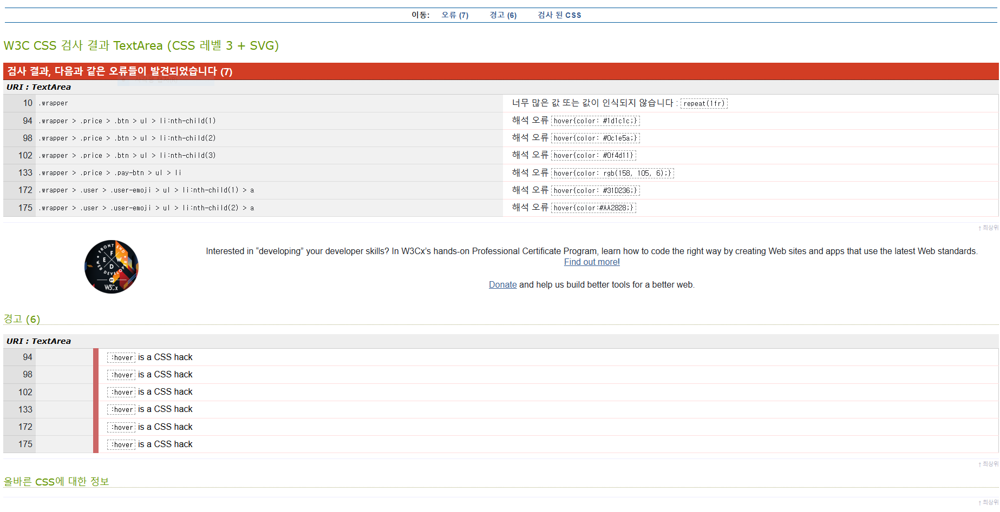 이동: 오류 (7) 경고 (6) 검사 된 CSS
W3C CSS 검사 결과 TextArea (CSS 레벨 3 + SVG)
검사 결과, 다음과 같은 오류들이 발견되었습니다 (7)
URI : TextArea
10 .wrapper 너무 많은 값 또는 값이 인식되지 않습니다 : repeat(1fr)
94 .wrapper > .price > .btn > ul > li:nth-child(1) 해석 오류 hover{color: #1d1c1c;}
98 .wrapper > .price > .btn > ul > li:nth-child(2) 해석 오류 hover{color: #0c1e5a;}
102 .wrapper > .price > .btn > ul > li:nth-child(3) 해석 오류 hover{color: #0f4d11}
133 .wrapper > .price > .pay-btn > ul > li 해석 오류 hover{color: rgb(158, 105, 6);}
172 .wrapper > .user > .user-emoji > ul > li:nth-child(1) > a 해석 오류 hover{color: #31D236;}
175 .wrapper > .user > .user-emoji > ul > li:nth-child(2) > a 해석 오류 hover{color:#AA2828;}
↑ 최상위
FRONT END
F E W D
WEB DEVELOPER
BY
W3Cx
Interested in “developing” your developer skills? In W3Cx’s hands-on Professional Certificate Program, learn how to code the right way by creating Web sites and apps that use the latest Web standards.
Find out more!
Donate and help us build better tools for a better web.
경고 (6)
URI : TextArea
94 :hover is a CSS hack
98 :hover is a CSS hack
102 :hover is a CSS hack
133 :hover is a CSS hack
172 :hover is a CSS hack
175 :hover is a CSS hack
↑ 최상위
올바른 CSS에 대한 정보
↑ 최상위